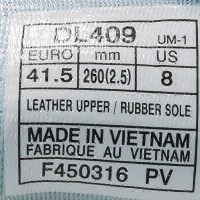 DL409 UM-1
EURO mm US
41.5 260(2.5) 8
LEATHER UPPER / RUBBER SOLE
MADE IN VIETNAM
FABRIQUE AU VIETNAM
F450316 PV